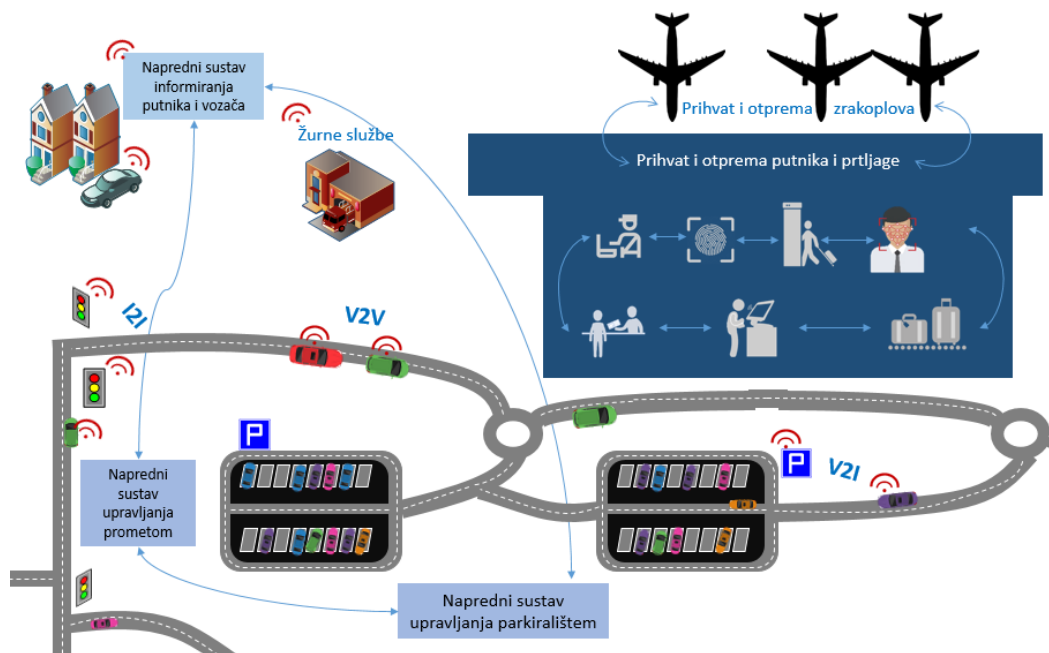 Napredni sustav
informiranja
putnika i vozača
Žurne službe
Prihvat i otprema zrakoplova
Prihvat i otprema putnika i prtljage
I2I
V2V
P
P
V2I
Napredni
sustav
upravljanja
prometom
Napredni sustav
upravljanja parkiralištem